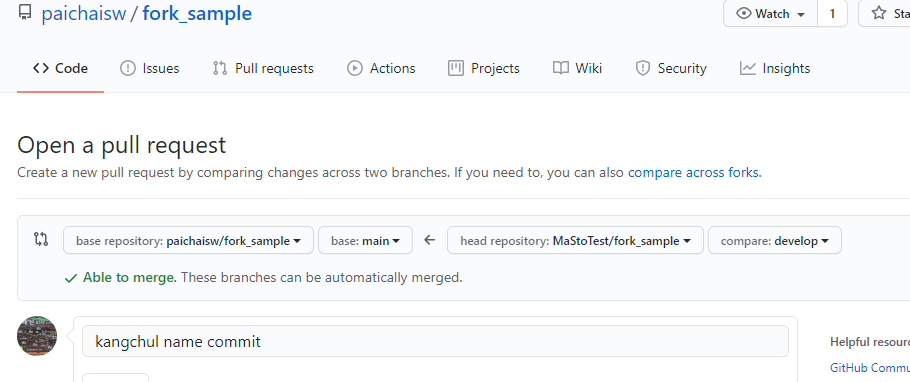 paichaisw / fork_sample Watch 1
Code Issues Pull requests Actions Projects Wiki Security Insights
Open a pull request
Create a new pull request by comparing changes across two branches. If you need to, you can also compare across forks.
base repository: paichaisw/fork_sample base: main head repository: MaStoTest/fork_sample compare: develop
Able to merge. These branches can be automatically merged.
kangchul name commit
Helpful resour
GitHub Commu